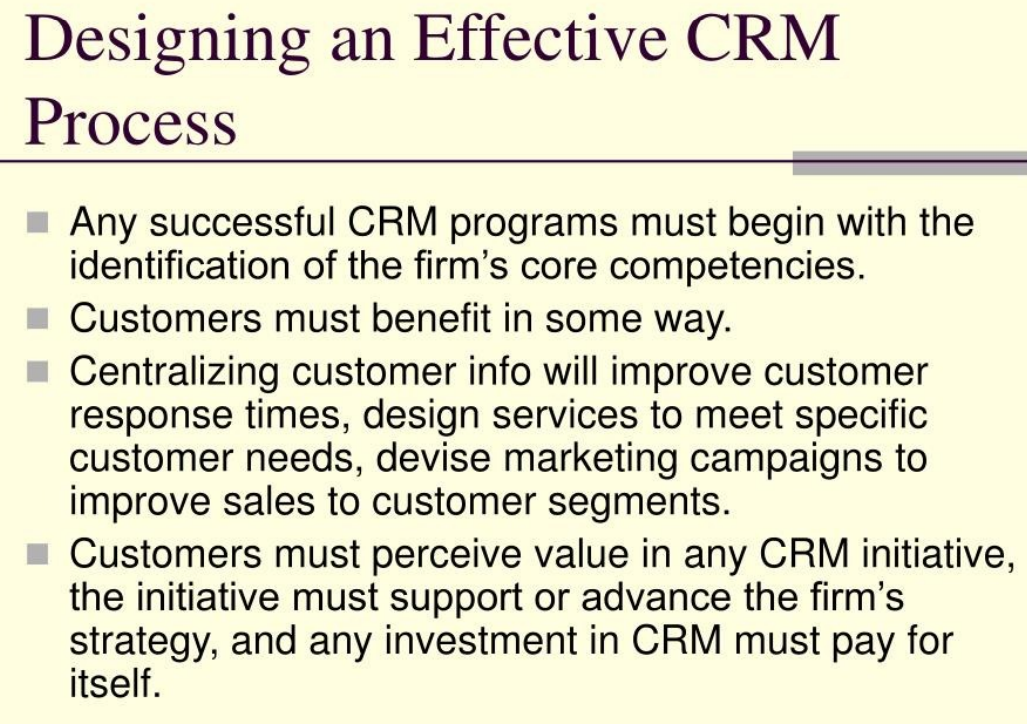 Designing an Effective CRM
Process
Any successful CRM programs must begin with the
identification of the firm's core competencies.
Customers must benefit in some way.
Centralizing customer info will improve customer
response times, design services to meet specific
customer needs, devise marketing campaigns to
improve sales to customer segments.
Customers must perceive value in any CRM initiative,
the initiative must support or advance the firm's
strategy, and any investment in CRM must pay for
itself.